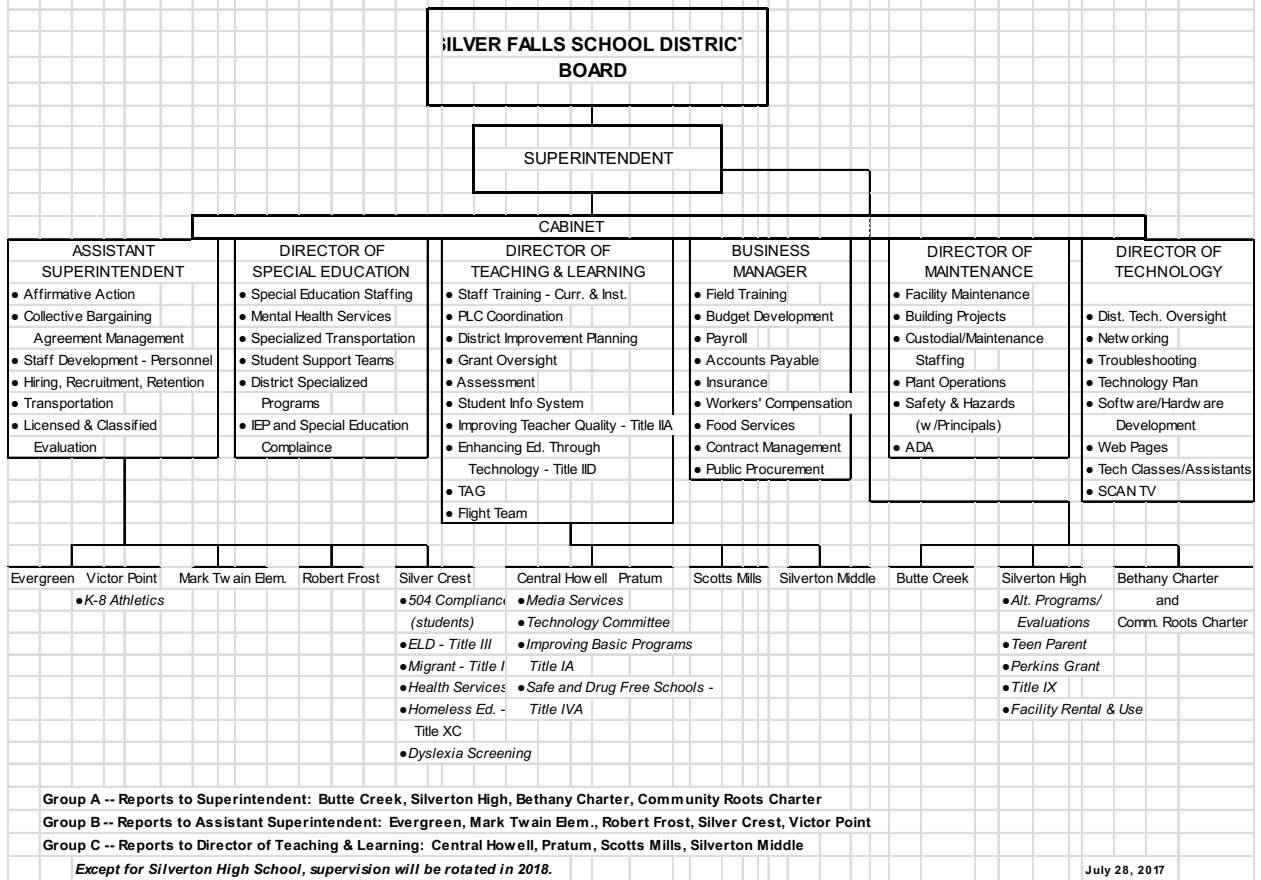 SILVER FALLS SCHOOL DISTRICT
BOARD
SUPERINTENDENT
CABINET
ASSISTANT
SUPERINTENDENT
● Affirmative Action
● Collective Bargaining
Agreement Management
● Staff Development - Personnel
● Hiring, Recruitment, Retention
● Transportation
● Licensed & Classified
Evaluation
DIRECTOR OF
SPECIAL EDUCATION
● Special Education Staffing
● Mental Health Services
● Specialized Transportation
● Student Support Teams
● District Specialized
Programs
● IEP and Special Education
Complaince
DIRECTOR OF
TEACHING & LEARNING
● Staff Training - Curr. & Inst.
● PLC Coordination
● District Improvement Planning
● Grant Oversight
● Assessment
● Student Info System
● Improving Teacher Quality - Title IIA
● Enhancing Ed. Through
Technology - Title IID
● TAG
● Flight Team
BUSINESS
MANAGER
● Field Training
● Budget Development
● Payroll
● Accounts Payable
● Insurance
● Workers' Compensation
● Food Services
● Contract Management
● Public Procurement
DIRECTOR OF
MAINTENANCE
● Facility Maintenance
● Building Projects
● Custodial/Maintenance
Staffing
● Plant Operations
● Safety & Hazards
(w/Principals)
● ADA
DIRECTOR OF
TECHNOLOGY
● Dist. Tech. Oversight
● Networking
● Troubleshooting
● Technology Plan
● Software/Hardware
Development
● Web Pages
● Tech Classes/Assistants
● SCAN TV
Evergreen
Victor Point
● K-8 Athletics
Mark Twain Elem.
Robert Frost
Silver Crest
● 504 Compliance
(students)
● ELD - Title III
● Migrant - Title I
● Health Services
● Homeless Ed. -
Title XC
● Dyslexia Screening
Central Howell Pratum
● Media Services
● Technology Committee
● Improving Basic Programs
Title IA
● Safe and Drug Free Schools -
Title IVA
Scotts Mills
Silverton Middle
Butte Creek
Silverton High
● Alt. Programs/
Evaluations
● Teen Parent
● Perkins Grant
● Title IX
● Facility Rental & Use
Bethany Charter
and
Comm. Roots Charter
Group A -- Reports to Superintendent: Butte Creek, Silverton High, Bethany Charter, Community Roots Charter
Group B -- Reports to Assistant Superintendent: Evergreen, Mark Twain Elem., Robert Frost, Silver Crest, Victor Point
Group C -- Reports to Director of Teaching & Learning: Central Howell, Pratum, Scotts Mills, Silverton Middle
Except for Silverton High School, supervision will be rotated in 2018.
July 28, 2017